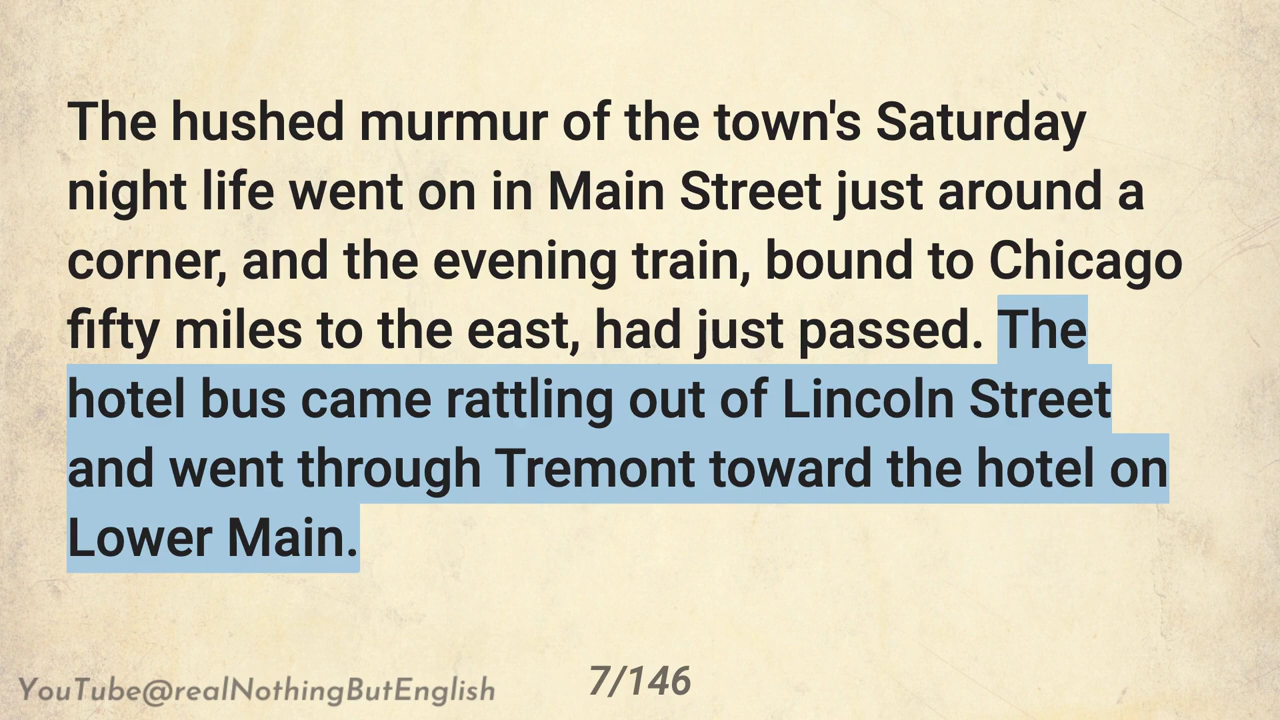 The hushed murmur of the town's Saturday
night life went on in Main Street just around a
corner, and the evening train, bound to Chicago
fifty miles to the east, had just passed. The
hotel bus came rattling out of Lincoln Street
and went through Tremont toward the hotel on
Lower Main.
YouTube@realNothingButEnglish
7/146